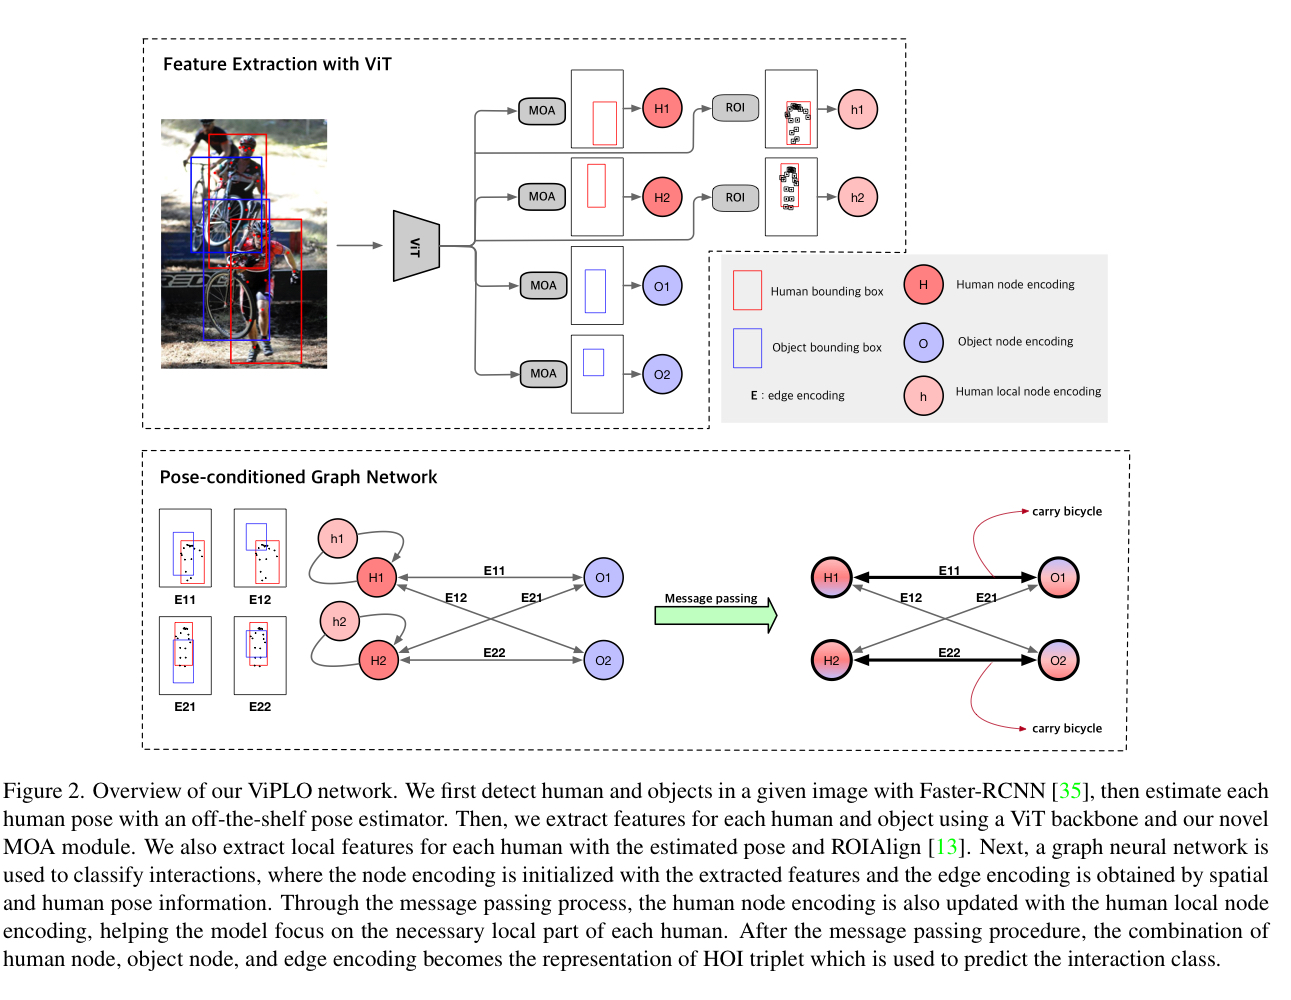 Feature Extraction with ViT
MOA
H1
ROI
h1
MOA
H2
ROI
h2
ViT
MOA
O1
MOA
O2
Human bounding box
H
Human node encoding
Object bounding box
O
Object node encoding
E : edge encoding
h
Human local node encoding
Pose-conditioned Graph Network
E11
E12
E21
E22
h1
H1
h2
H2
E11
E12
E21
E22
O1
O2
Message passing
H1
H2
E11
E12
E21
E22
O1
O2
carry bicycle
carry bicycle
Figure 2. Overview of our ViPLO network. We first detect human and objects in a given image with Faster-RCNN [35], then estimate each
human pose with an off-the-shelf pose estimator. Then, we extract features for each human and object using a ViT backbone and our novel
MOA module. We also extract local features for each human with the estimated pose and ROIAlign [13]. Next, a graph neural network is
used to classify interactions, where the node encoding is initialized with the extracted features and the edge encoding is obtained by spatial
and human pose information. Through the message passing process, the human node encoding is also updated with the human local node
encoding, helping the model focus on the necessary local part of each human. After the message passing procedure, the combination of
human node, object node, and edge encoding becomes the representation of HOI triplet which is used to predict the interaction class.